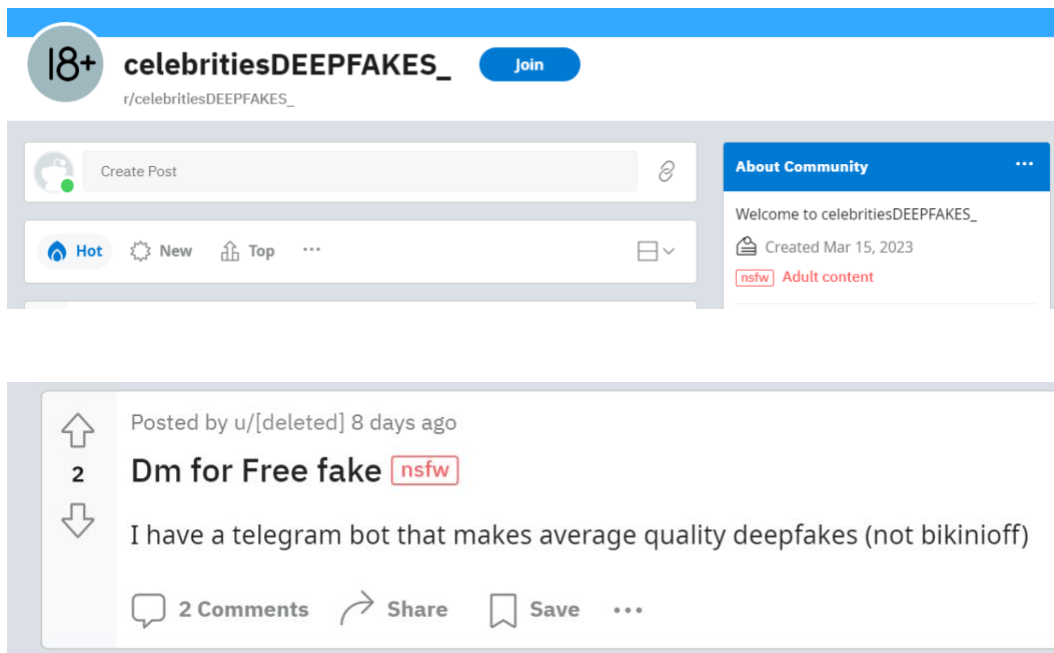 18+
celebritiesDEEPFAKES_
Join
r/celebritiesDEEPFAKES_
Create Post
Hot New Top ...
About Community ...
Welcome to celebritiesDEEPFAKES_
Created Mar 15, 2023
nsfw Adult content
Posted by u/[deleted] 8 days ago
2
Dm for Free fake nsfw
I have a telegram bot that makes average quality deepfakes (not bikinioff)
2 Comments Share Save ...